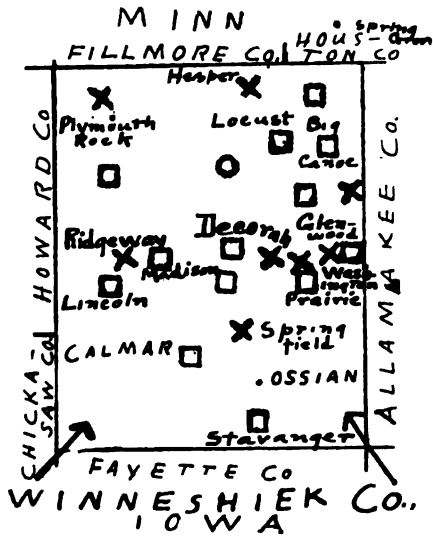 MINN
Spring
HOUS-Grove
FILLMORE Co. TON CO
Hesper
Plymouth
Rock
Locust
Big
Canoe
HOWARD Co
ALLAMAKEE Co.
Glen-
wood
Decorah
Ridgeway
Madison
Wash-
ington
Lincoln
Prairie
Spring
field
CALMAR
OSSIAN
CHICKA-
SAW Co
Stavanger
FAYETTE Co
WINNESHIEK Co.,
IOWA